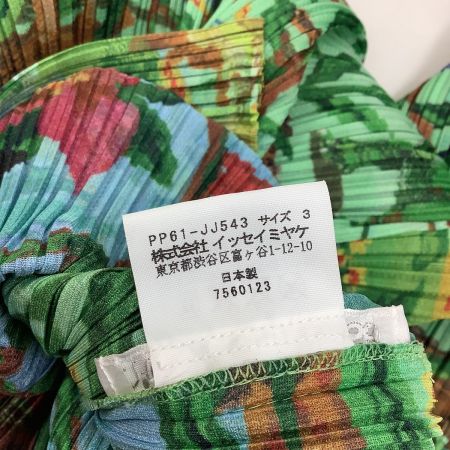 PP61-JJ543 サイズ 3
株式会社 イッセイミヤケ
東京都渋谷区富ヶ谷1-12-10
日本製
7560123